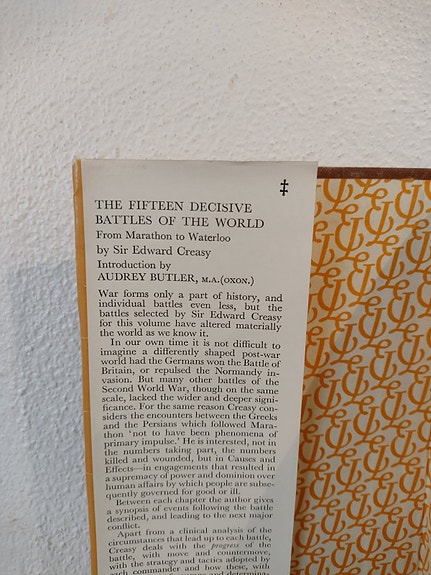 ‡
THE FIFTEEN DECISIVE
BATTLES OF THE WORLD
From Marathon to Waterloo
by Sir Edward Creasy
Introduction by
AUDREY BUTLER, M.A.(OXON.)
War forms only a part of history, and
individual battles even less, but the
battles selected by Sir Edward Creasy
for this volume have altered materially
the world as we know it.
In our own time it is not difficult to
imagine a differently shaped post-war
world had the Germans won the Battle of
Britain, or repulsed the Normandy in-
vasion. But many other battles of the
Second World War, though on the same
scale, lacked the wider and deeper signi-
ficance. For the same reason Creasy con-
siders the encounters between the Greeks
and the Persians which followed Mara-
thon 'not to have been phenomena of
primary impulse.' He is interested, not in
the numbers taking part, the numbers
killed and wounded, but in Causes and
Effects—in engagements that resulted in
a supremacy of power and dominion over
human affairs by which people are subse-
quently governed for good or ill.
Between each chapter the author gives
a synopsis of events following the battle
described, and leading to the next major
conflict.
Apart from a clinical analysis of the
circumstances that lead up to each battle,
Creasy deals with the progress of the
battle, with move and countermove,
with the strategy and tactics adopted by
each commander and how these, with